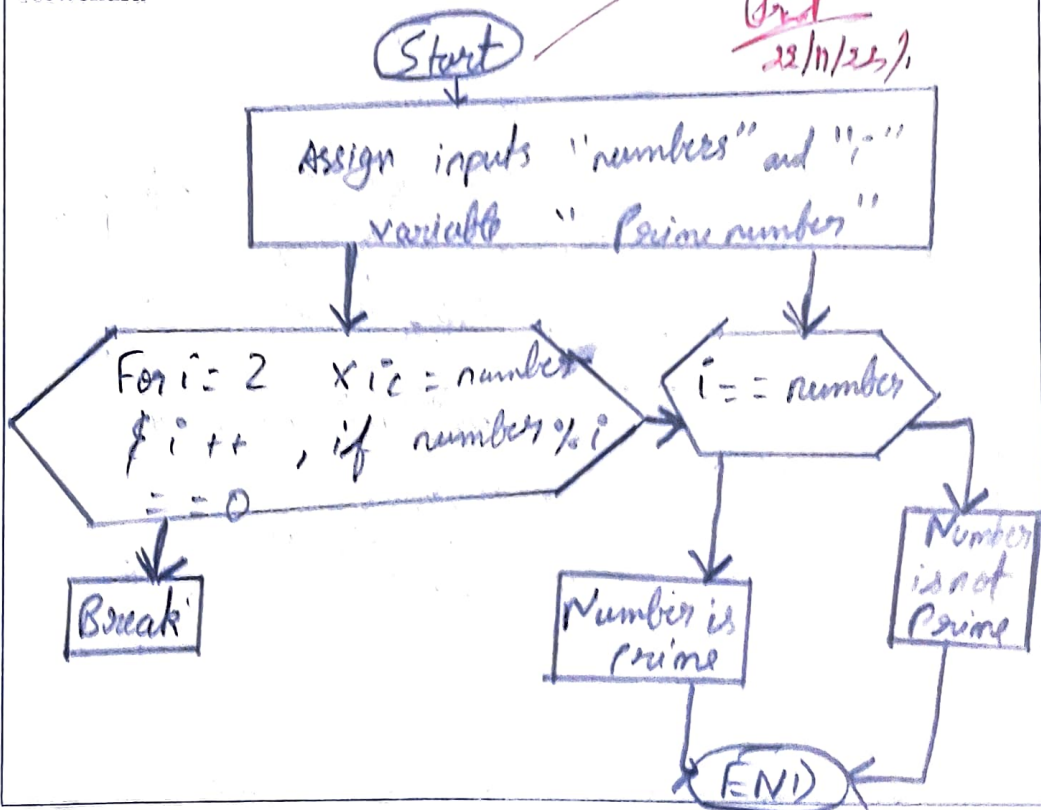 Start
22/11/23
Assign inputs "numbers" and "i"
variable "Prime number"
For i = 2 x i < = number
i ++ , if number % i
= = 0
i = = number
Break
Number is
prime
Number
is not
Prime
END